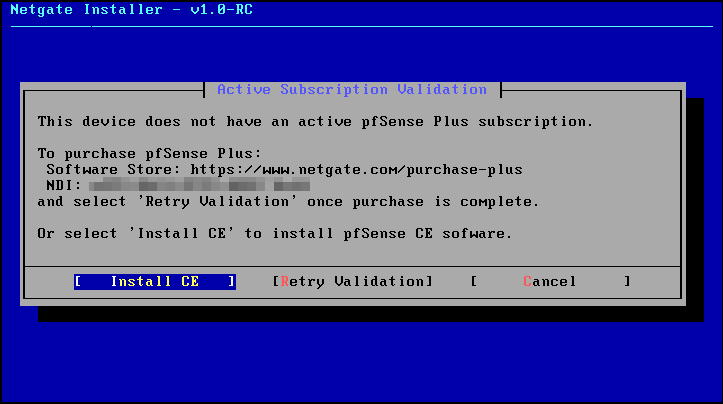 Netgate Installer - v1.0-RC
Active Subscription Validation
This device does not have an active pfSense Plus subscription.
To purchase pfSense Plus:
Software Store: https://www.netgate.com/purchase-plus
NDI:
and select 'Retry Validation' once purchase is complete.
Or select 'Install CE' to install pfSense CE sofware.
[ Install CE ] [Retry Validation] [ Cancel ]